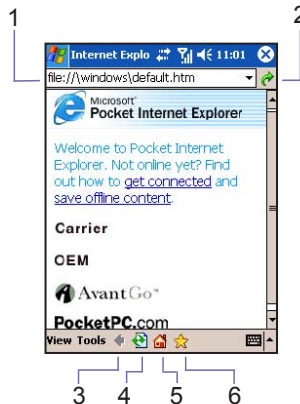 1
2
Internet Explo 11:01
file://\windows\default.htm
Microsoft®
Pocket Internet Explorer
Welcome to Pocket Internet
Explorer. Not online yet? Find
out how to get connected and
save offline content.
Carrier
OEM
AvantGo™
PocketPC.com
View Tools
3 4 5 6